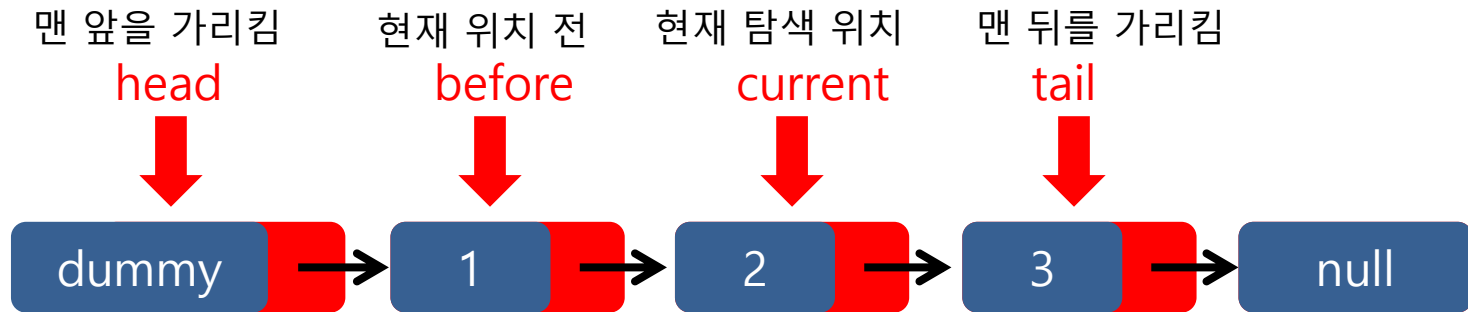 맨 앞을 가리킴 현재 위치 전 현재 탐색 위치 맨 뒤를 가리킴
head before current tail
dummy 1 2 3 null